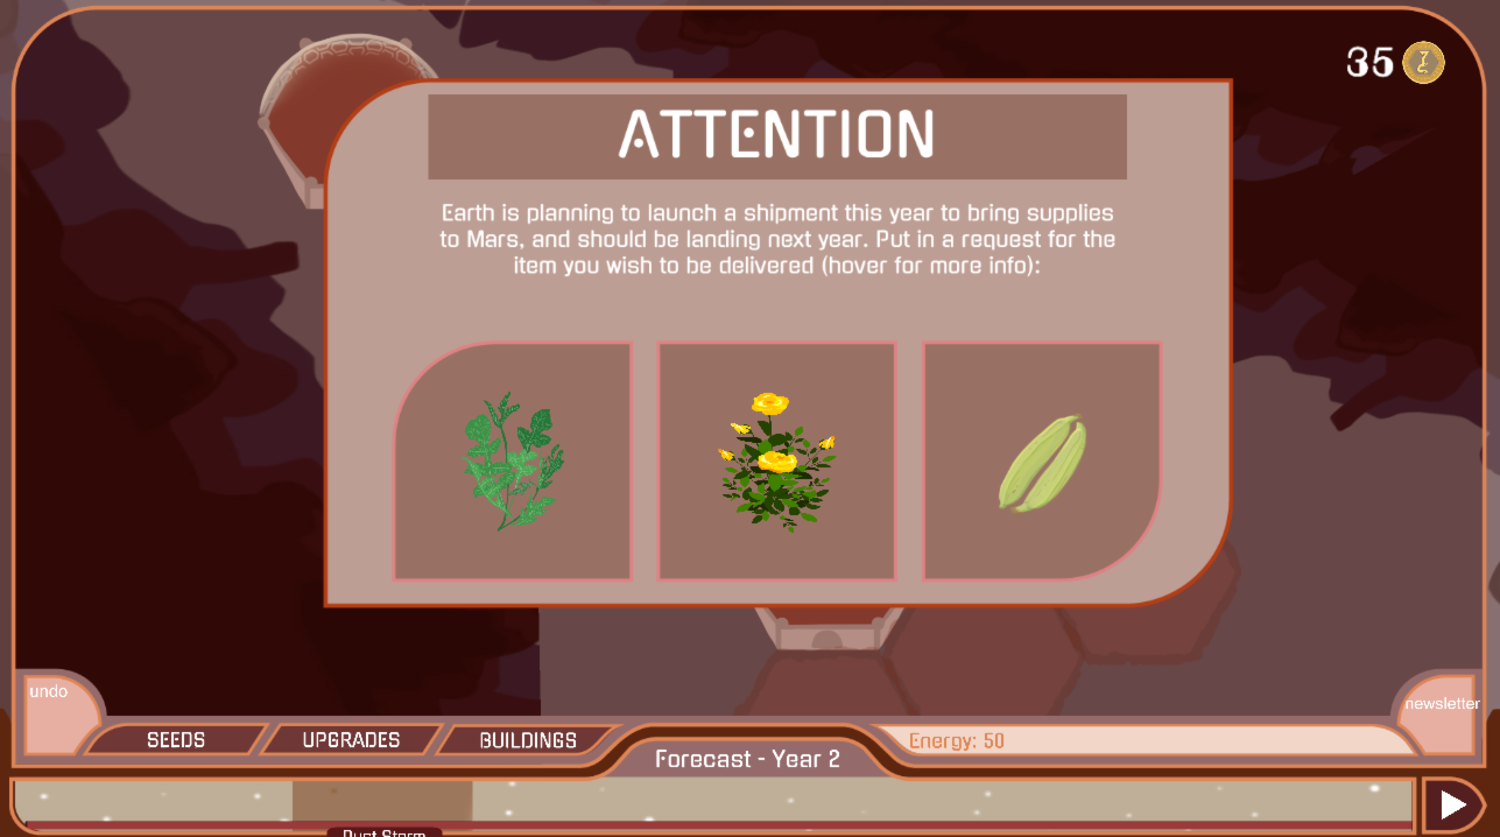 35
ATTENTION
Earth is planning to launch a shipment this year to bring supplies
to Mars, and should be landing next year. Put in a request for the
item you wish to be delivered (hover for more info):
undo
newsletter
SEEDS
UPGRADES
BUILDINGS
Energy: 50
Forecast - Year 2
Dust Storm